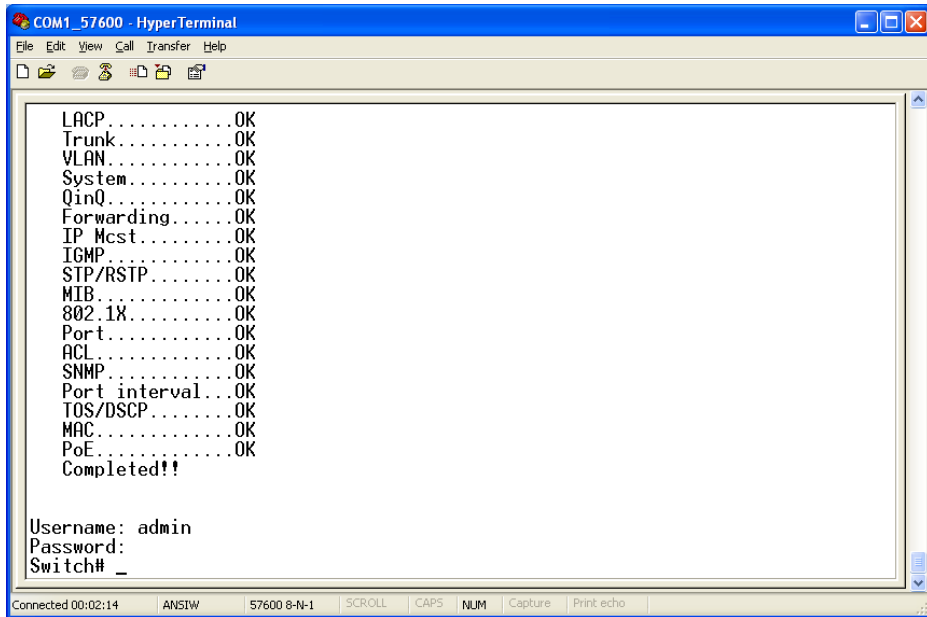 COM1_57600 - HyperTerminal
File Edit View Call Transfer Help
LACP............OK
Trunk...........OK
VLAN............OK
System..........OK
QinQ............OK
Forwarding......OK
IP Mcst.........OK
IGMP............OK
STP/RSTP........OK
MIB.............OK
802.1X..........OK
Port............OK
ACL.............OK
SNMP............OK
Port interval...OK
TOS/DSCP........OK
MAC.............OK
PoE.............OK
Completed!!
Username: admin
Password:
Switch# _
Connected 00:02:14 ANSIW 57600 8-N-1 SCROLL CAPS NUM Capture Print echo